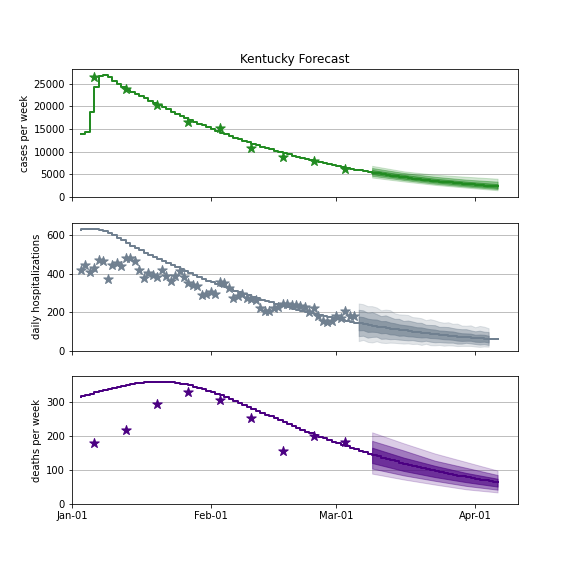 Kentucky Forecast
cases per week
25000
20000
15000
10000
5000
0
daily hospitalizations
600
400
200
0
deaths per week
300
200
100
0
Jan-01 Feb-01 Mar-01 Apr-01